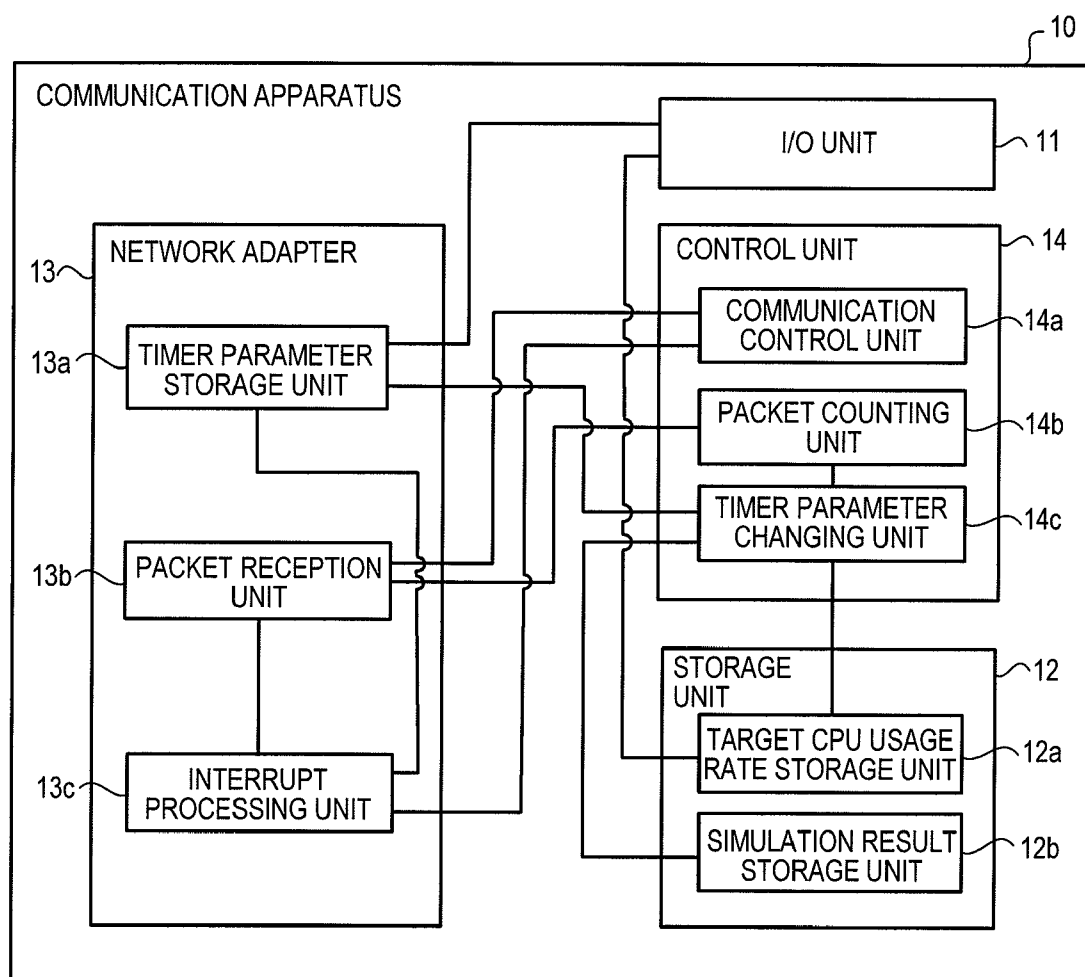 10
COMMUNICATION APPARATUS
I/O UNIT
11
NETWORK ADAPTER
13
TIMER PARAMETER
STORAGE UNIT
13a
PACKET RECEPTION
UNIT
13b
INTERRUPT
PROCESSING UNIT
13c
CONTROL UNIT
14
COMMUNICATION
CONTROL UNIT
14a
PACKET COUNTING
UNIT
14b
TIMER PARAMETER
CHANGING UNIT
14c
STORAGE
UNIT
12
TARGET CPU USAGE
RATE STORAGE UNIT
12a
SIMULATION RESULT
STORAGE UNIT
12b